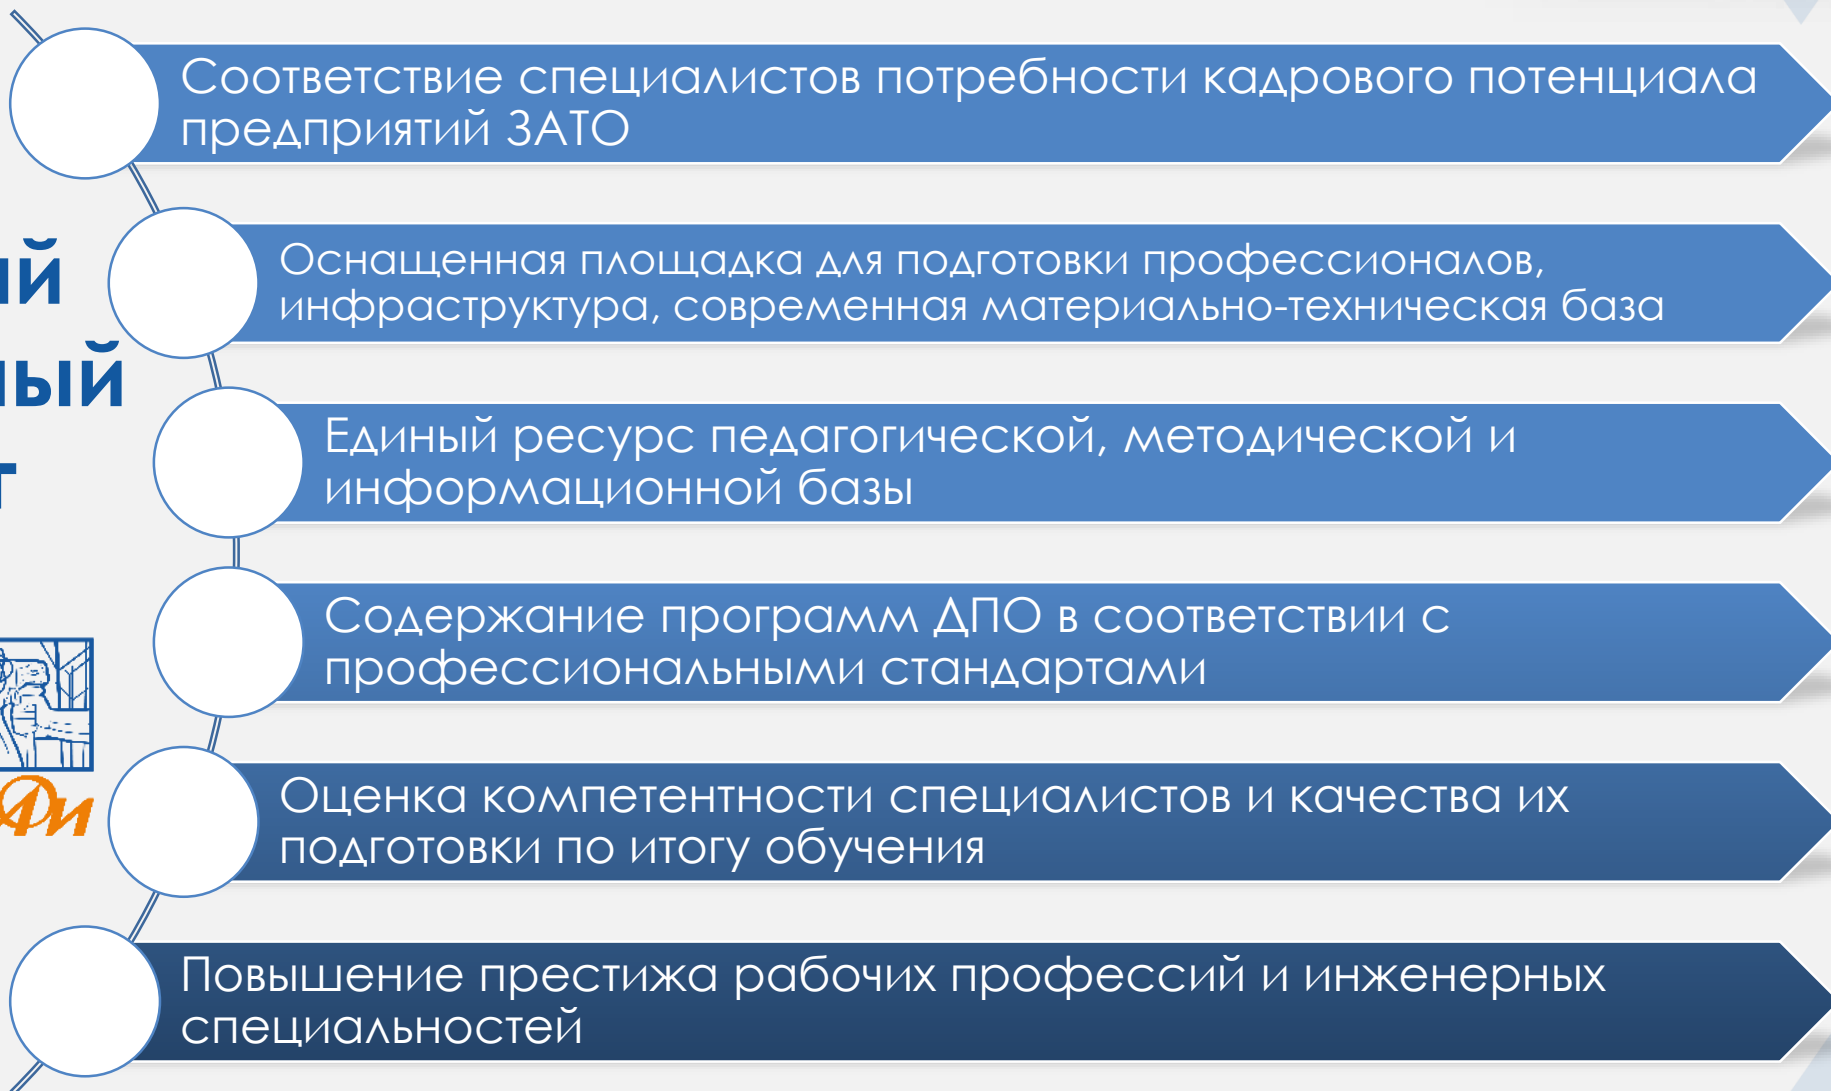 Соответствие специалистов потребности кадрового потенциала
предприятий ЗАТО
Оснащенная площадка для подготовки профессионалов,
инфраструктура, современная материально-техническая база
Единый ресурс педагогической, методической и
информационной базы
Содержание программ ДПО в соответствии с
профессиональными стандартами
Оценка компетентности специалистов и качества их
подготовки по итогу обучения
Повышение престижа рабочих профессий и инженерных
специальностей